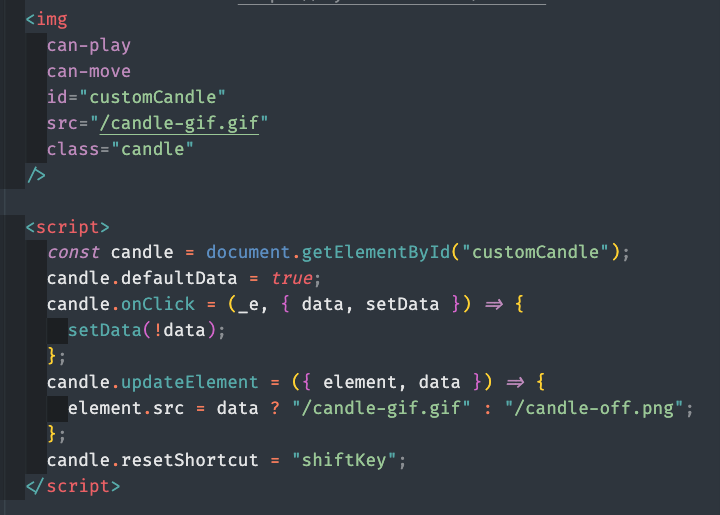 <img
can-play
can-move
id="customCandle"
src="/candle-gif.gif"
class="candle"
/>
<script>
const candle = document.getElementById("customCandle");
candle.defaultData = true;
candle.onClick = (_e, { data, setData }) => {
setData(!data);
};
candle.updateElement = ({ element, data }) => {
element.src = data ? "/candle-gif.gif" : "/candle-off.png";
};
candle.resetShortcut = "shiftKey";
</script>